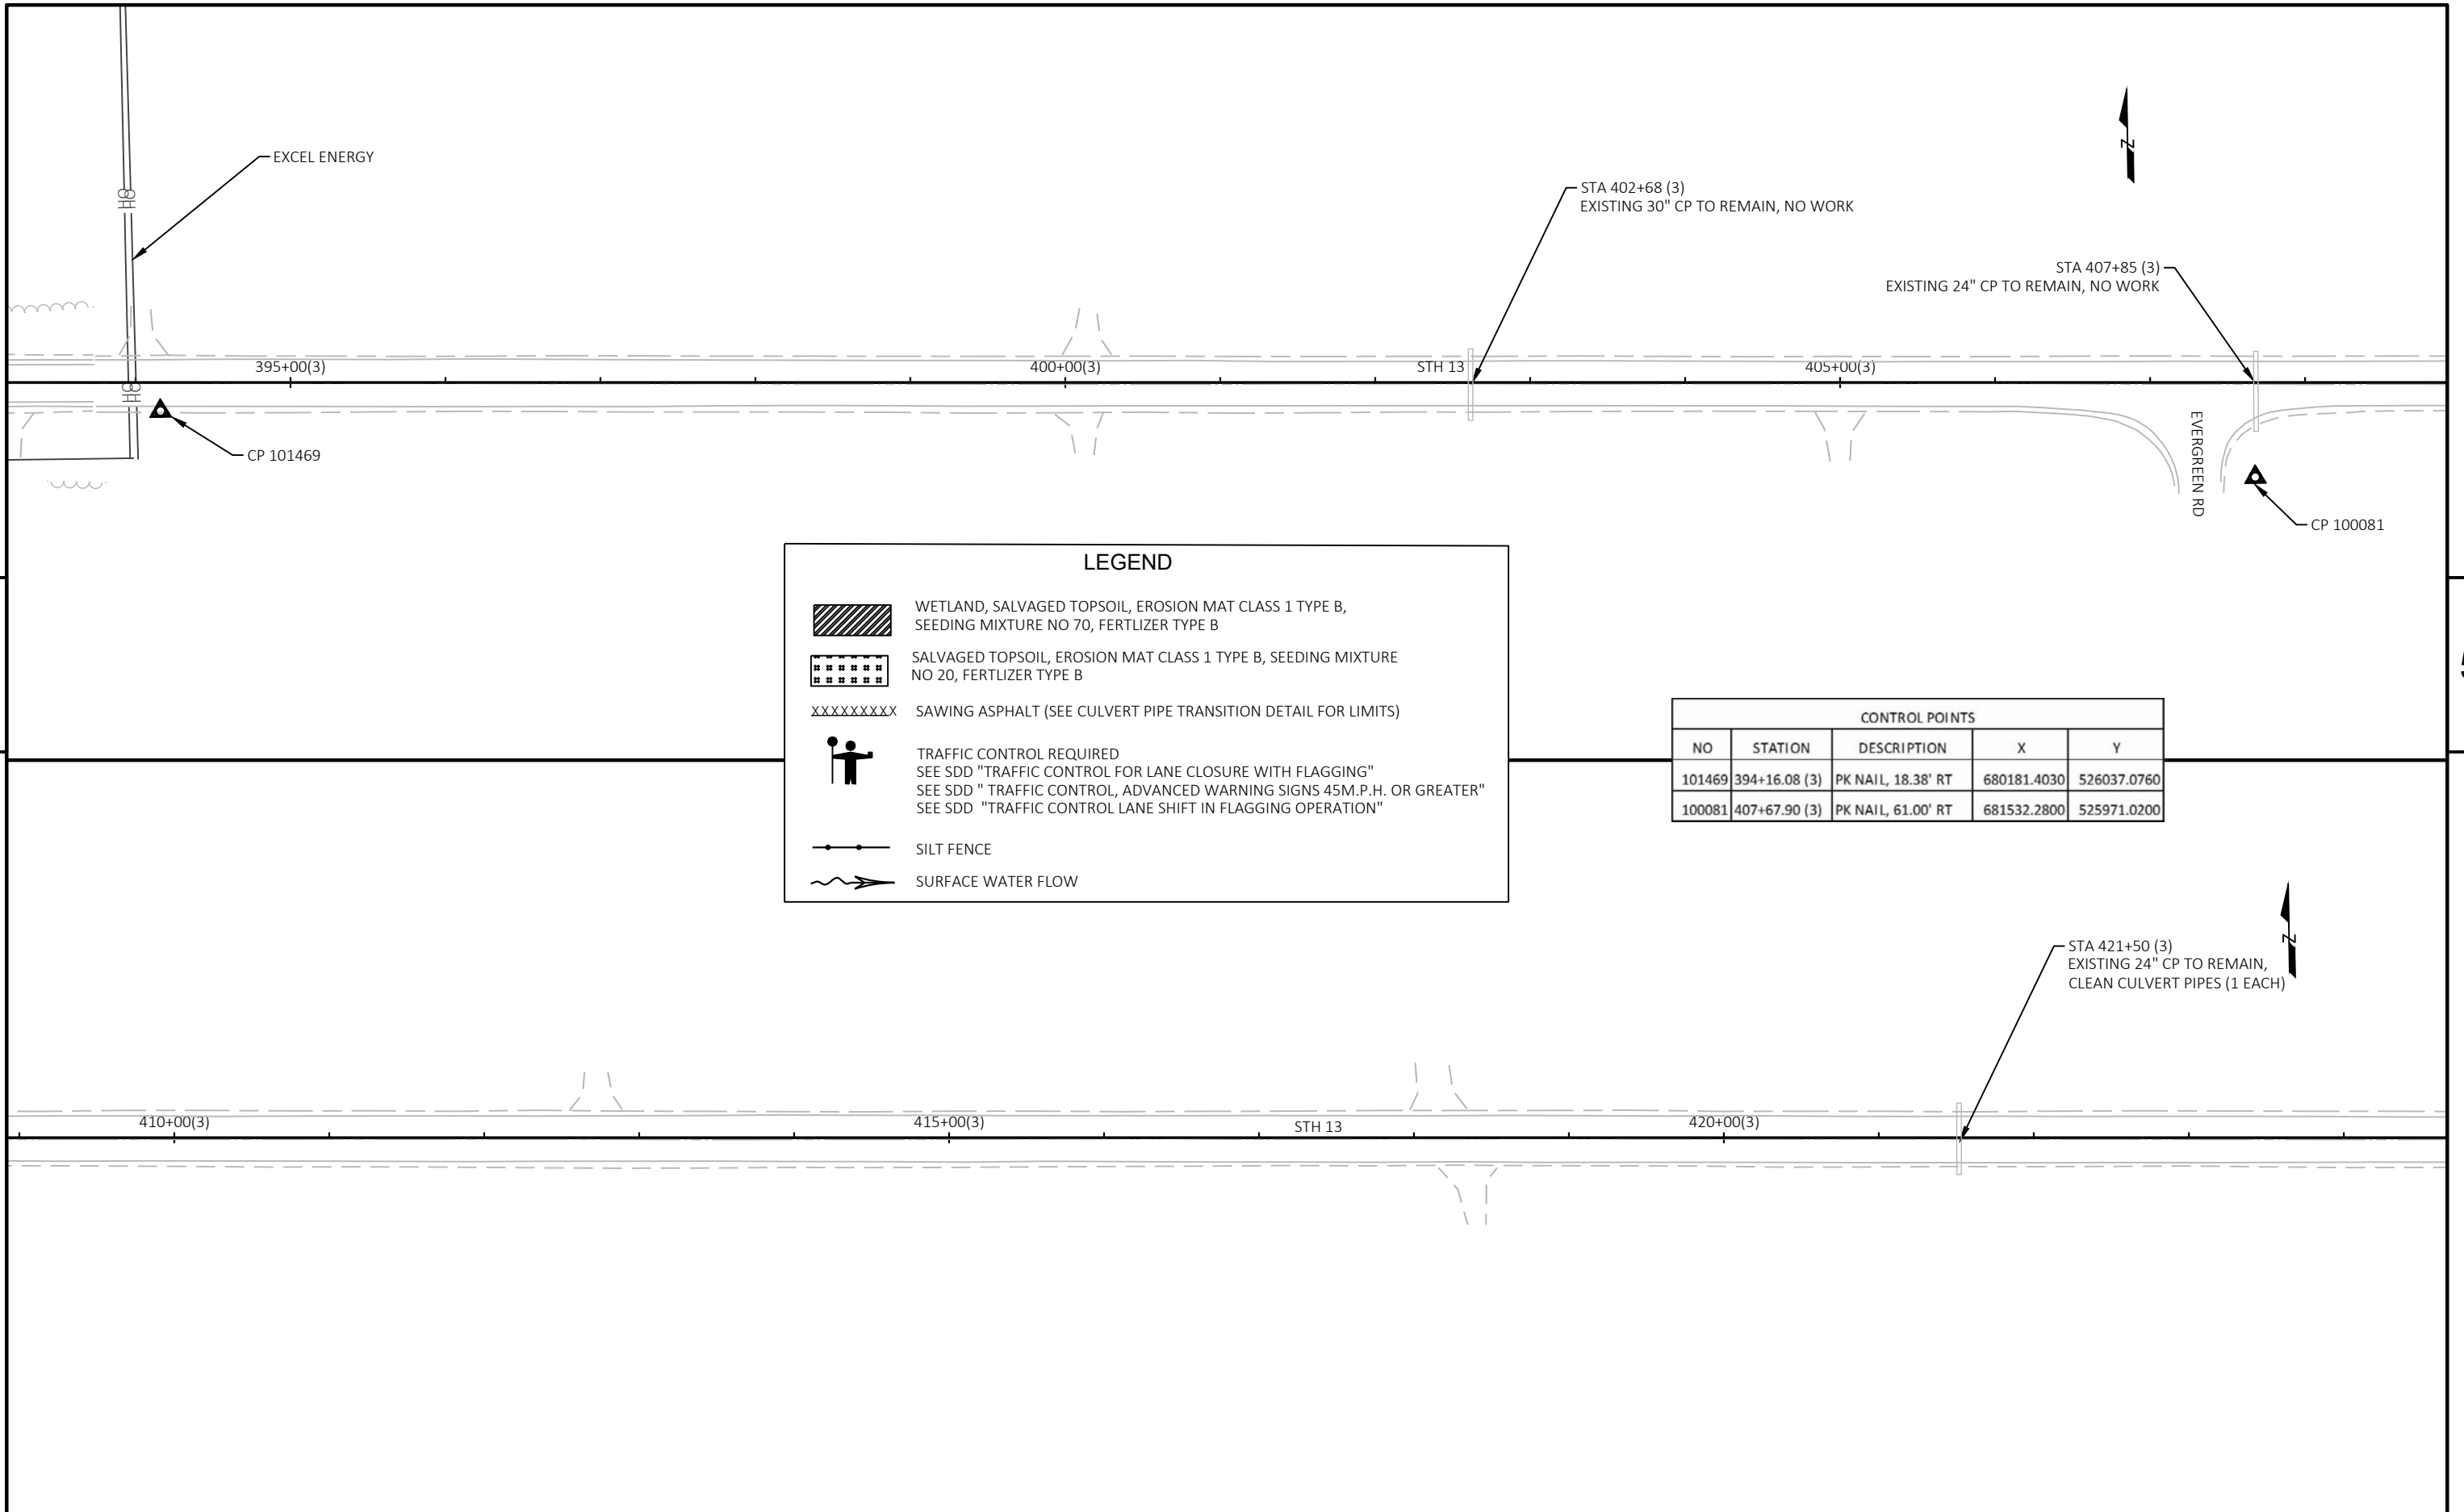 EXCEL ENERGY
OH
STA 402+68 (3)
EXISTING 30" CP TO REMAIN, NO WORK
STA 407+85 (3)
EXISTING 24" CP TO REMAIN, NO WORK
N
395+00(3)
400+00(3)
STH 13
405+00(3)
OH
CP 101469
EVERGREEN RD
CP 100081
LEGEND
WETLAND, SALVAGED TOPSOIL, EROSION MAT CLASS 1 TYPE B,
SEEDING MIXTURE NO 70, FERTLIZER TYPE B
SALVAGED TOPSOIL, EROSION MAT CLASS 1 TYPE B, SEEDING MIXTURE
NO 20, FERTLIZER TYPE B
XXXXXXXXX SAWING ASPHALT (SEE CULVERT PIPE TRANSITION DETAIL FOR LIMITS)
TRAFFIC CONTROL REQUIRED
SEE SDD "TRAFFIC CONTROL FOR LANE CLOSURE WITH FLAGGING"
SEE SDD " TRAFFIC CONTROL, ADVANCED WARNING SIGNS 45M.P.H. OR GREATER"
SEE SDD "TRAFFIC CONTROL LANE SHIFT IN FLAGGING OPERATION"
SILT FENCE
SURFACE WATER FLOW
CONTROL POINTS
NO STATION DESCRIPTION X Y
101469 394+16.08 (3) PK NAIL, 18.38' RT 680181.4030 526037.0760
100081 407+67.90 (3) PK NAIL, 61.00' RT 681532.2800 525971.0200
N
STA 421+50 (3)
EXISTING 24" CP TO REMAIN,
CLEAN CULVERT PIPES (1 EACH)
410+00(3)
415+00(3)
STH 13
420+00(3)